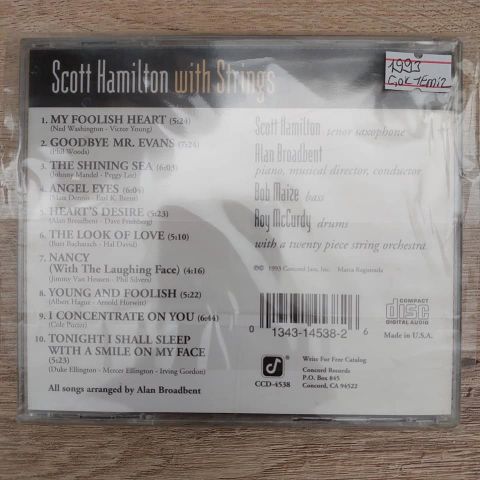 Scott Hamilton with Strings
1993
ÇOK TEMİZ
1. MY FOOLISH HEART (5:24)
(Ned Washington - Victor Young)
2. GOODBYE MR. EVANS (7:24)
(Phil Woods)
3. THE SHINING SEA (6:03)
(Johnny Mandel - Peggy Lee)
4. ANGEL EYES (6:04)
(Matt Dennis - Earl K. Brent)
5. HEART'S DESIRE (5:23)
(Alan Broadbent - Dave Frishberg)
6. THE LOOK OF LOVE (5:10)
(Burt Bacharach - Hal David)
7. NANCY
(With The Laughing Face) (4:16)
(Jimmy Van Heusen - Phil Silvers)
8. YOUNG AND FOOLISH (5:22)
(Albert Hague - Arnold Horwitt)
9. I CONCENTRATE ON YOU (6:44)
(Cole Porter)
10. TONIGHT I SHALL SLEEP
WITH A SMILE ON MY FACE
(5:23)
(Duke Ellington - Mercer Ellington - Irving Gordon)
All songs arranged by Alan Broadbent
Scott Hamilton tenor saxophone
Alan Broadbent
piano, musical director, conductor
Bob Maize bass
Roy McCurdy drums
with a twenty piece string orchestra
℗© 1993 Concord Jazz, Inc. Marca Registrada
0 13431-4538-2 6
COMPACT
disc
DIGITAL AUDIO
Made in U.S.A.
CCD-4538
Write For Free Catalog.
Concord Records
P.O. Box 845
Concord, CA 94522